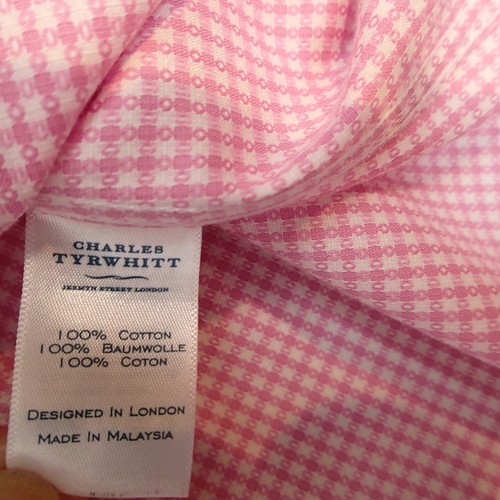 CHARLES
TYRWHITT
JERMYN STREET LONDON
100% COTTON
100% BAUMWOLLE
100% COTON
DESIGNED IN LONDON
MADE IN MALAYSIA